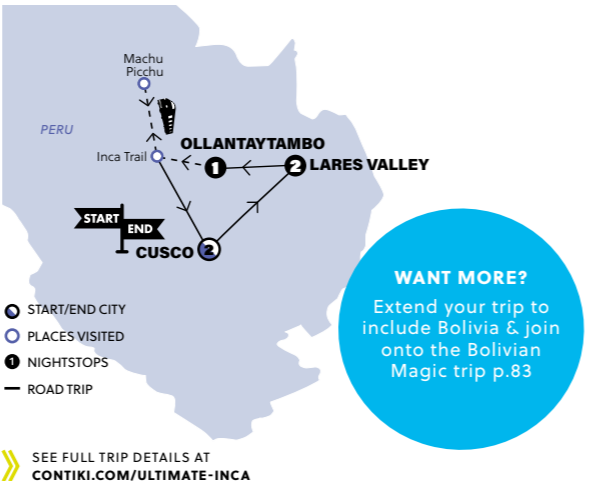 Machu
Picchu
PERU
OLLANTAYTAMBO
Inca Trail
1
2 LARES VALLEY
START
END
CUSCO 2
START/END CITY
PLACES VISITED
1 NIGHTSTOPS
ROAD TRIP
WANT MORE?
Extend your trip to
include Bolivia & join
onto the Bolivian
Magic trip p.83
SEE FULL TRIP DETAILS AT
CONTIKI.COM/ULTIMATE-INCA